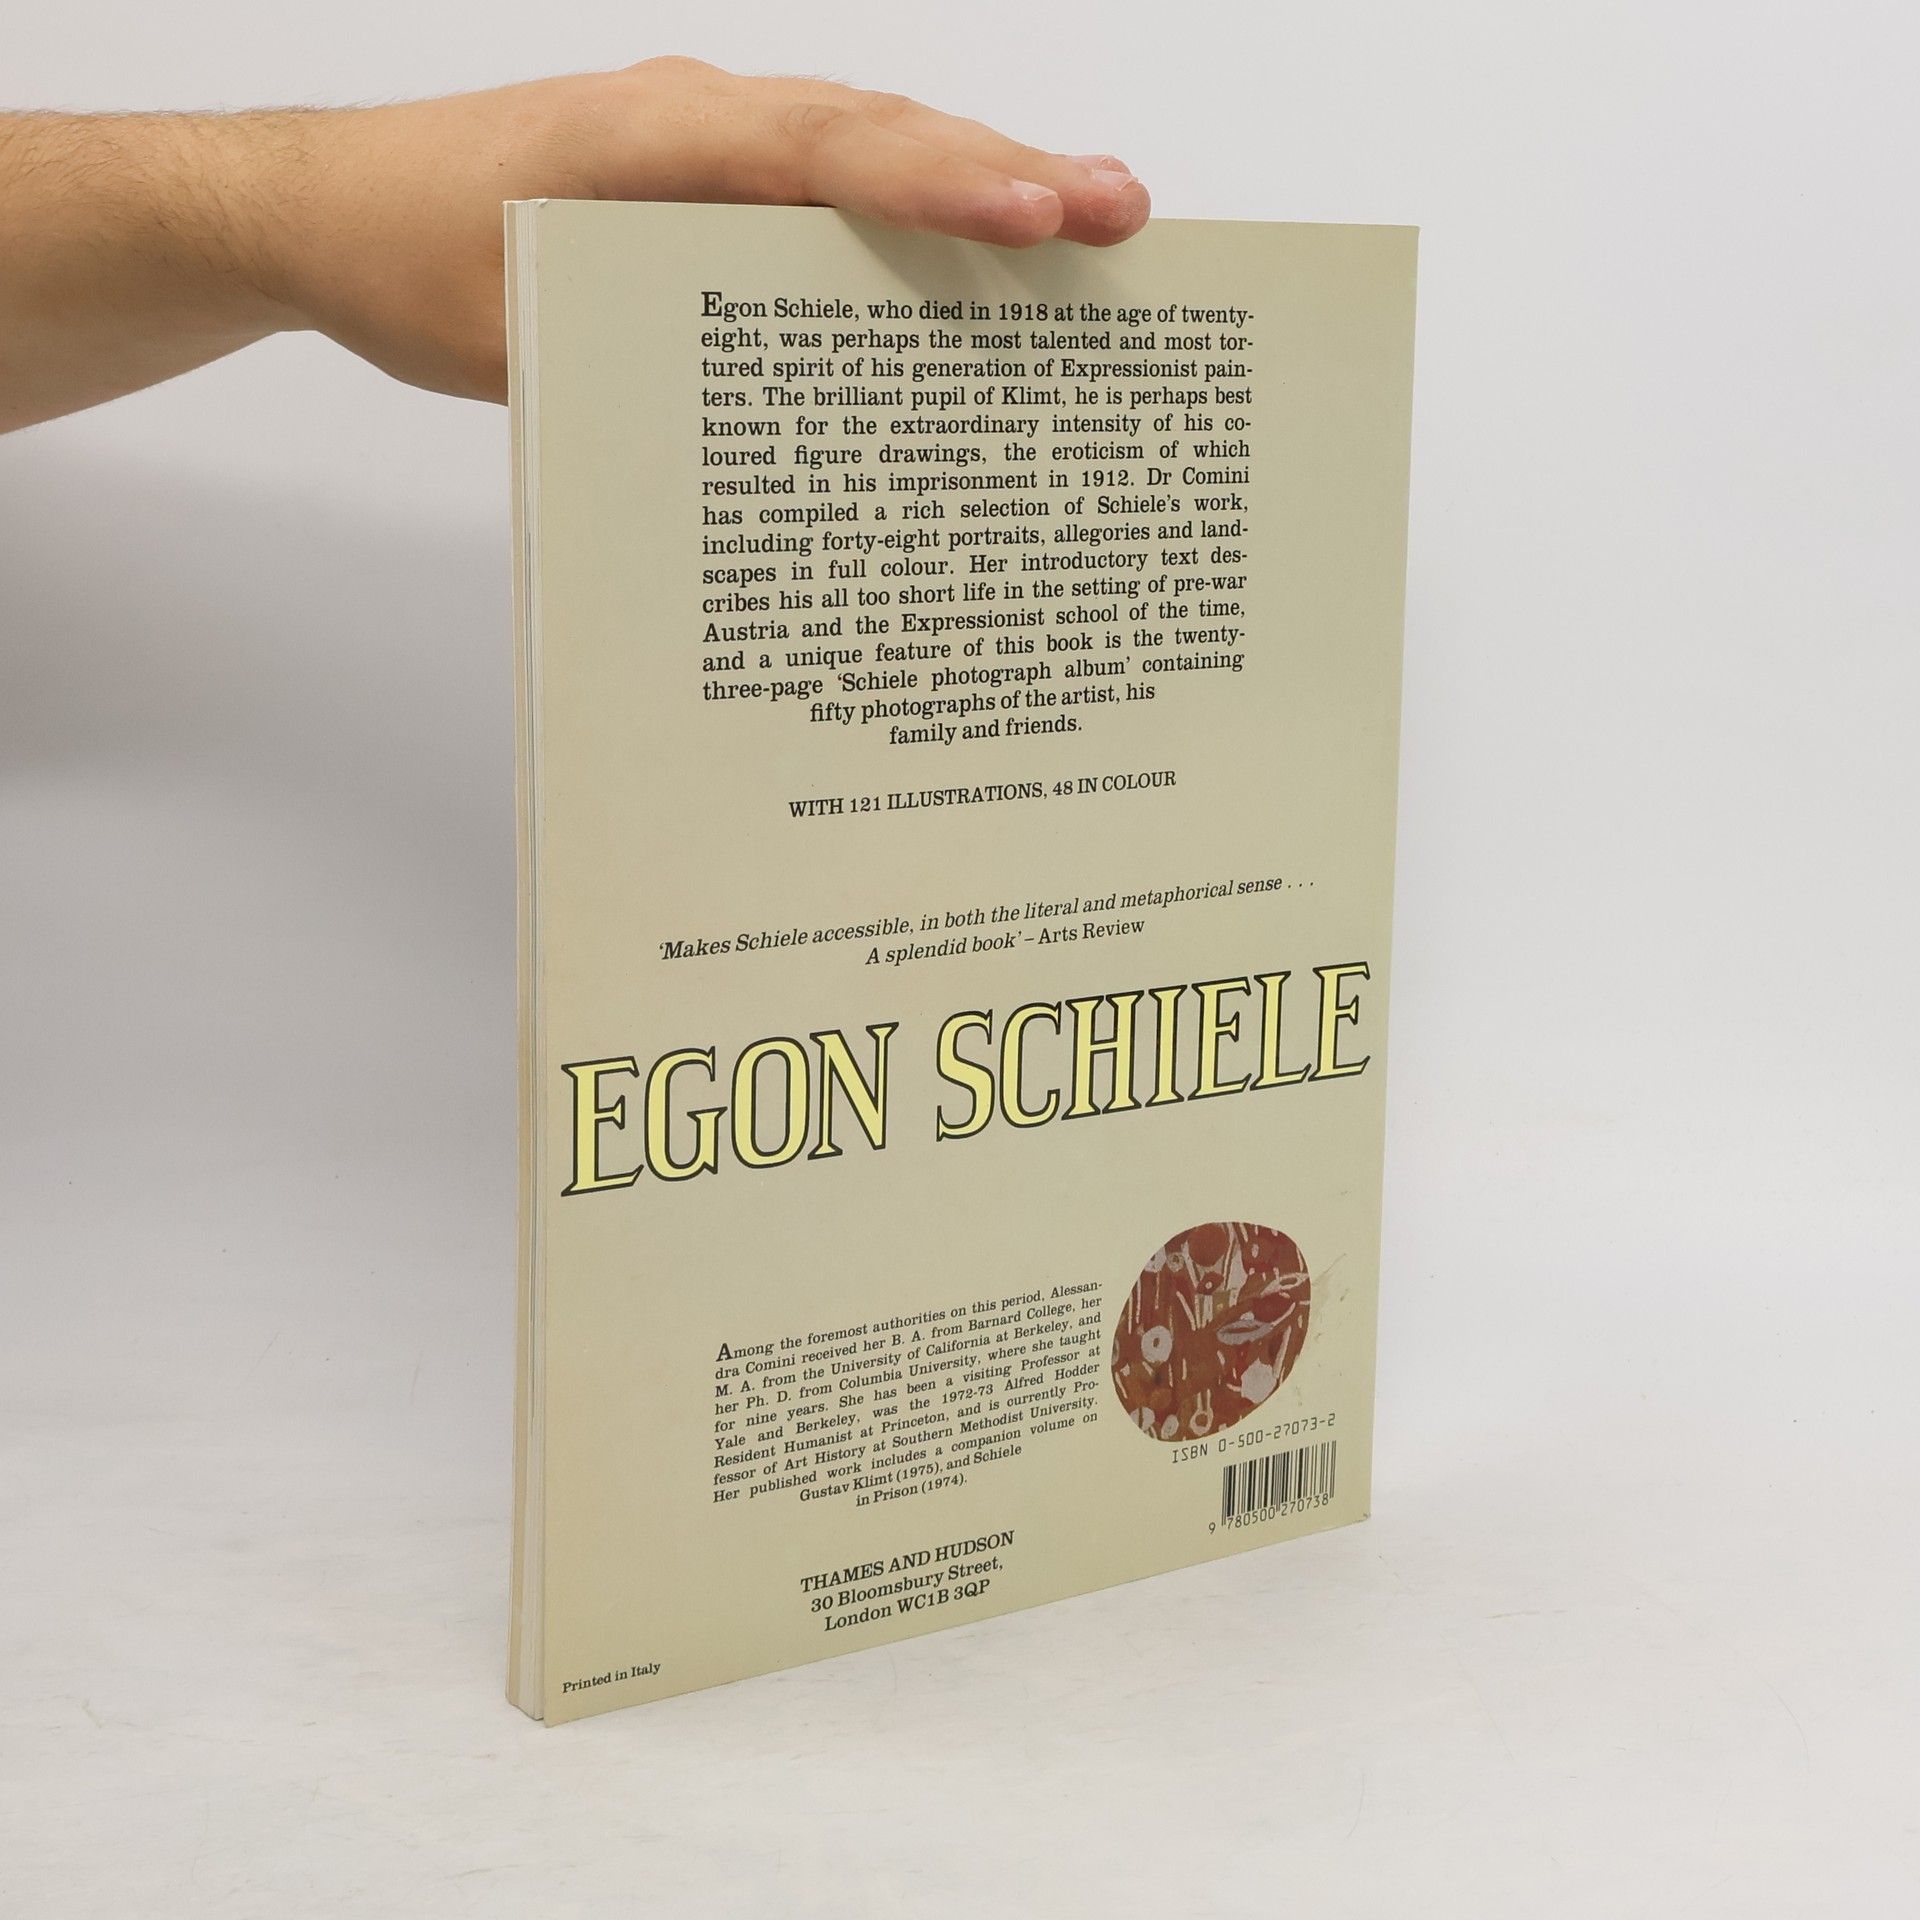 Egon Schiele, who died in 1918 at the age of twenty-
eight, was perhaps the most talented and most tor-
tured spirit of his generation of Expressionist pain-
ters. The brilliant pupil of Klimt, he is perhaps best
known for the extraordinary intensity of his co-
loured figure drawings, the eroticism of which
resulted in his imprisonment in 1912. Dr Comini
has compiled a rich selection of Schiele's work,
including forty-eight portraits, allegories and land-
scapes in full colour. Her introductory text des-
cribes his all too short life in the setting of pre-war
Austria and the Expressionist school of the time,
and a unique feature of this book is the twenty-
three-page 'Schiele photograph album' containing
fifty photographs of the artist, his
family and friends.
WITH 121 ILLUSTRATIONS, 48 IN COLOUR
'Makes Schiele accessible, in both the literal and metaphorical sense . . .
A splendid book' – Arts Review
EGON SCHIELE
Among the foremost authorities on this period, Alessan-
dra Comini received her B. A. from Barnard College, her
M. A. from the University of California at Berkeley, and
her Ph. D. from Columbia University, where she taught
for nine years. She has been a visiting Professor at
Yale and Berkeley, was the 1972-73 Alfred Hodder
Resident Humanist at Princeton, and is currently Pro-
fessor of Art History at Southern Methodist University.
Her published work includes a companion volume on
Gustav Klimt (1975), and Schiele
in Prison (1974).
ISBN 0-500-27073-2
9 780500 270738
THAMES AND HUDSON
30 Bloomsbury Street,
London WC1B 3QP
Printed in Italy